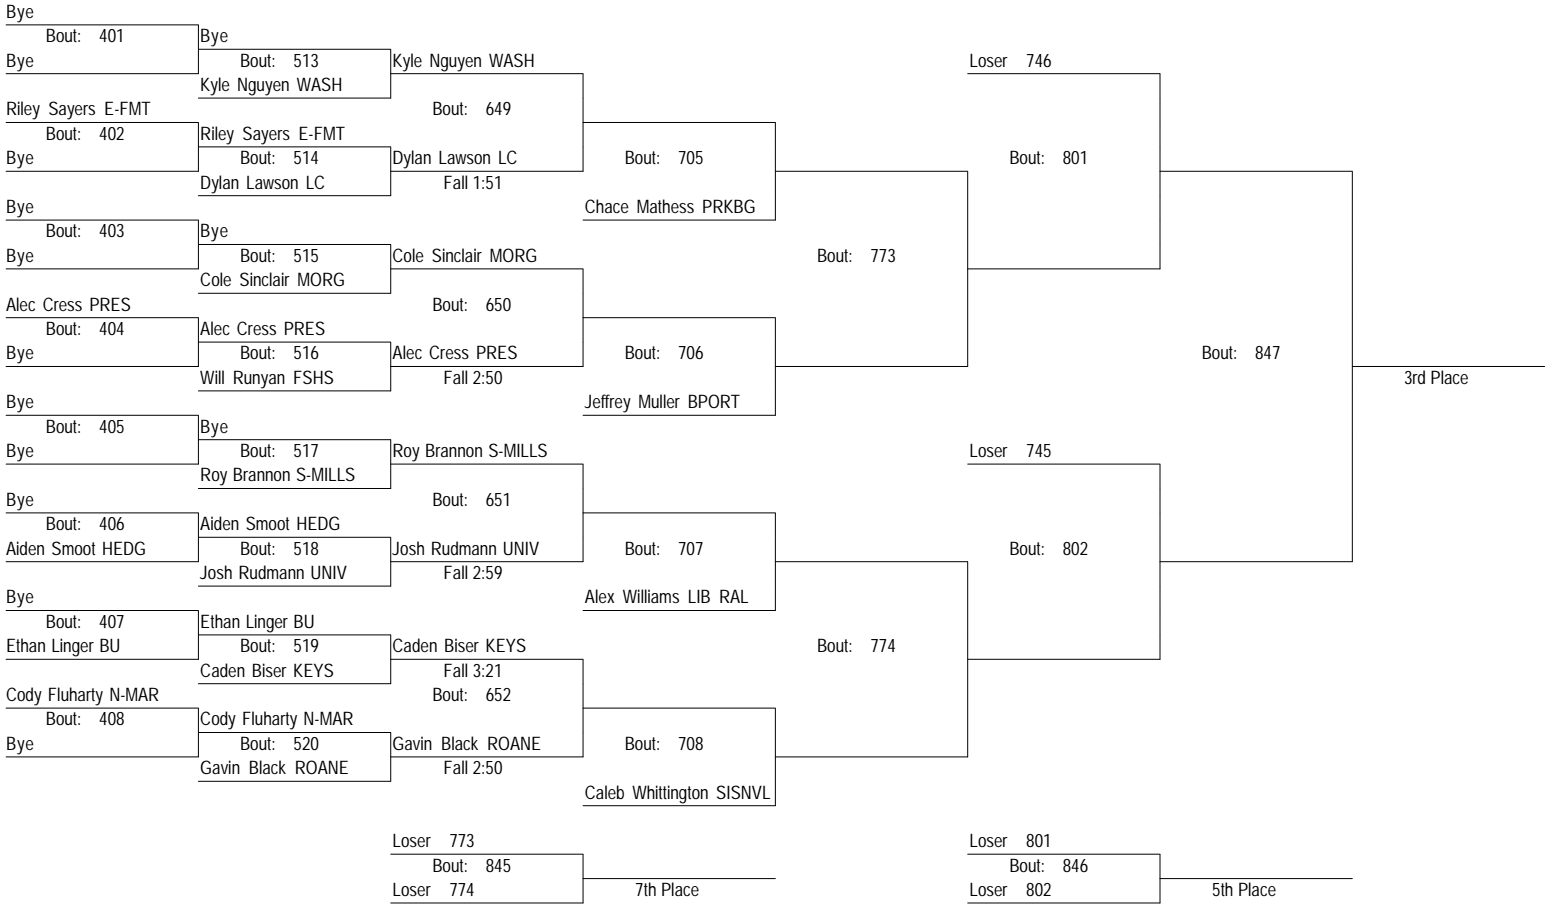 Bye
Bout: 401
Bye
Bye
Bout: 513
Kyle Nguyen WASH
Kyle Nguyen WASH
Loser 746
Riley Sayers E-FMT
Bout: 402
Bye
Riley Sayers E-FMT
Bout: 514
Dylan Lawson LC
Bout: 649
Dylan Lawson LC
Fall 1:51
Bout: 705
Chace Mathess PRKBG
Bout: 801
Bye
Bout: 403
Bye
Bye
Bout: 515
Cole Sinclair MORG
Cole Sinclair MORG
Bout: 773
Alec Cress PRES
Bout: 404
Bye
Alec Cress PRES
Bout: 516
Will Runyan FSHS
Bout: 650
Alec Cress PRES
Fall 2:50
Bout: 706
Jeffrey Muller BPORT
Bout: 847
3rd Place
Bye
Bout: 405
Bye
Bye
Bout: 517
Roy Brannon S-MILLS
Roy Brannon S-MILLS
Loser 745
Bye
Bout: 406
Aiden Smoot HEDG
Aiden Smoot HEDG
Bout: 518
Josh Rudmann UNIV
Bout: 651
Josh Rudmann UNIV
Fall 2:59
Bout: 707
Alex Williams LIB RAL
Bout: 802
Bye
Bout: 407
Ethan Linger BU
Ethan Linger BU
Bout: 519
Caden Biser KEYS
Caden Biser KEYS
Fall 3:21
Bout: 652
Bout: 774
Cody Fluharty N-MAR
Bout: 408
Bye
Cody Fluharty N-MAR
Bout: 520
Gavin Black ROANE
Gavin Black ROANE
Fall 2:50
Bout: 708
Caleb Whittington SISNVL
Loser 773
Bout: 845
Loser 774
7th Place
Loser 801
Bout: 846
Loser 802
5th Place